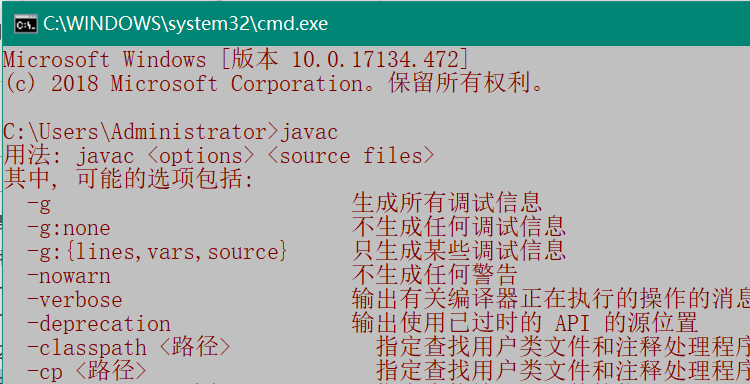 C:\WINDOWS\system32\cmd.exe
Microsoft Windows [版本 10.0.17134.472]
(c) 2018 Microsoft Corporation。保留所有权利。
C:\Users\Administrator>javac
用法: javac <options> <source files>
其中, 可能的选项包括:
-g 生成所有调试信息
-g:none 不生成任何调试信息
-g:{lines,vars,source} 只生成某些调试信息
-nowarn 不生成任何警告
-verbose 输出有关编译器正在执行的操作的消息
-deprecation 输出使用已过时的 API 的源位置
-classpath <路径> 指定查找用户类文件和注释处理程序
-cp <路径> 指定查找用户类文件和注释处理程序